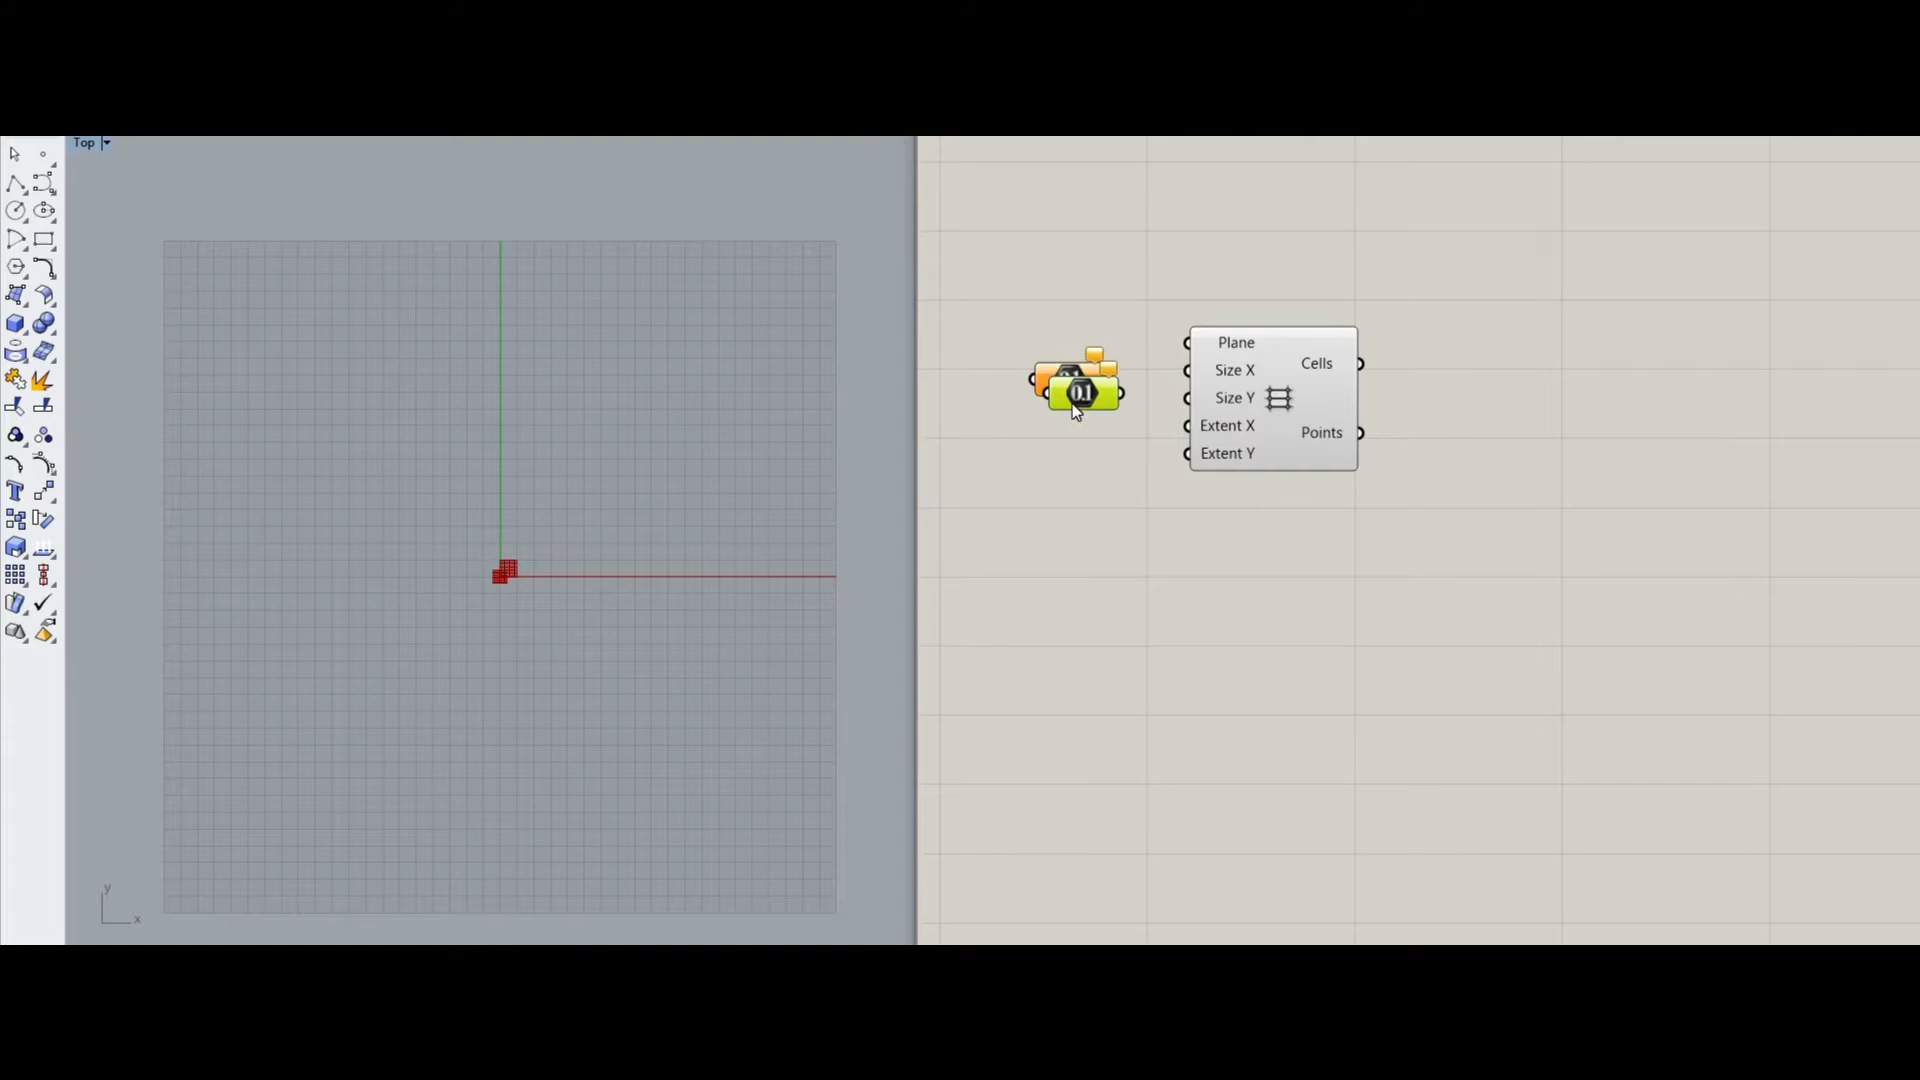 Top
Plane
Size X
Size Y
Extent X
Extent Y
Cells
Points
0.1
y
x